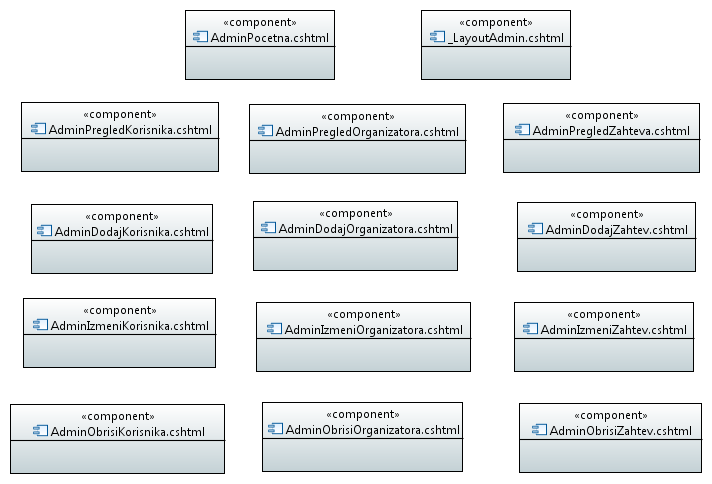 «component»
AdminPocetna.cshtml
«component»
_LayoutAdmin.cshtml
«component»
AdminPregledKorisnika.cshtml
«component»
AdminPregledOrganizatora.cshtml
«component»
AdminPregledZahteva.cshtml
«component»
AdminDodajKorisnika.cshtml
«component»
AdminDodajOrganizatora.cshtml
«component»
AdminDodajZahtev.cshtml
«component»
AdminIzmeniKorisnika.cshtml
«component»
AdminIzmeniOrganizatora.cshtml
«component»
AdminIzmeniZahtev.cshtml
«component»
AdminObrisiKorisnika.cshtml
«component»
AdminObrisiOrganizatora.cshtml
«component»
AdminObrisiZahtev.cshtml